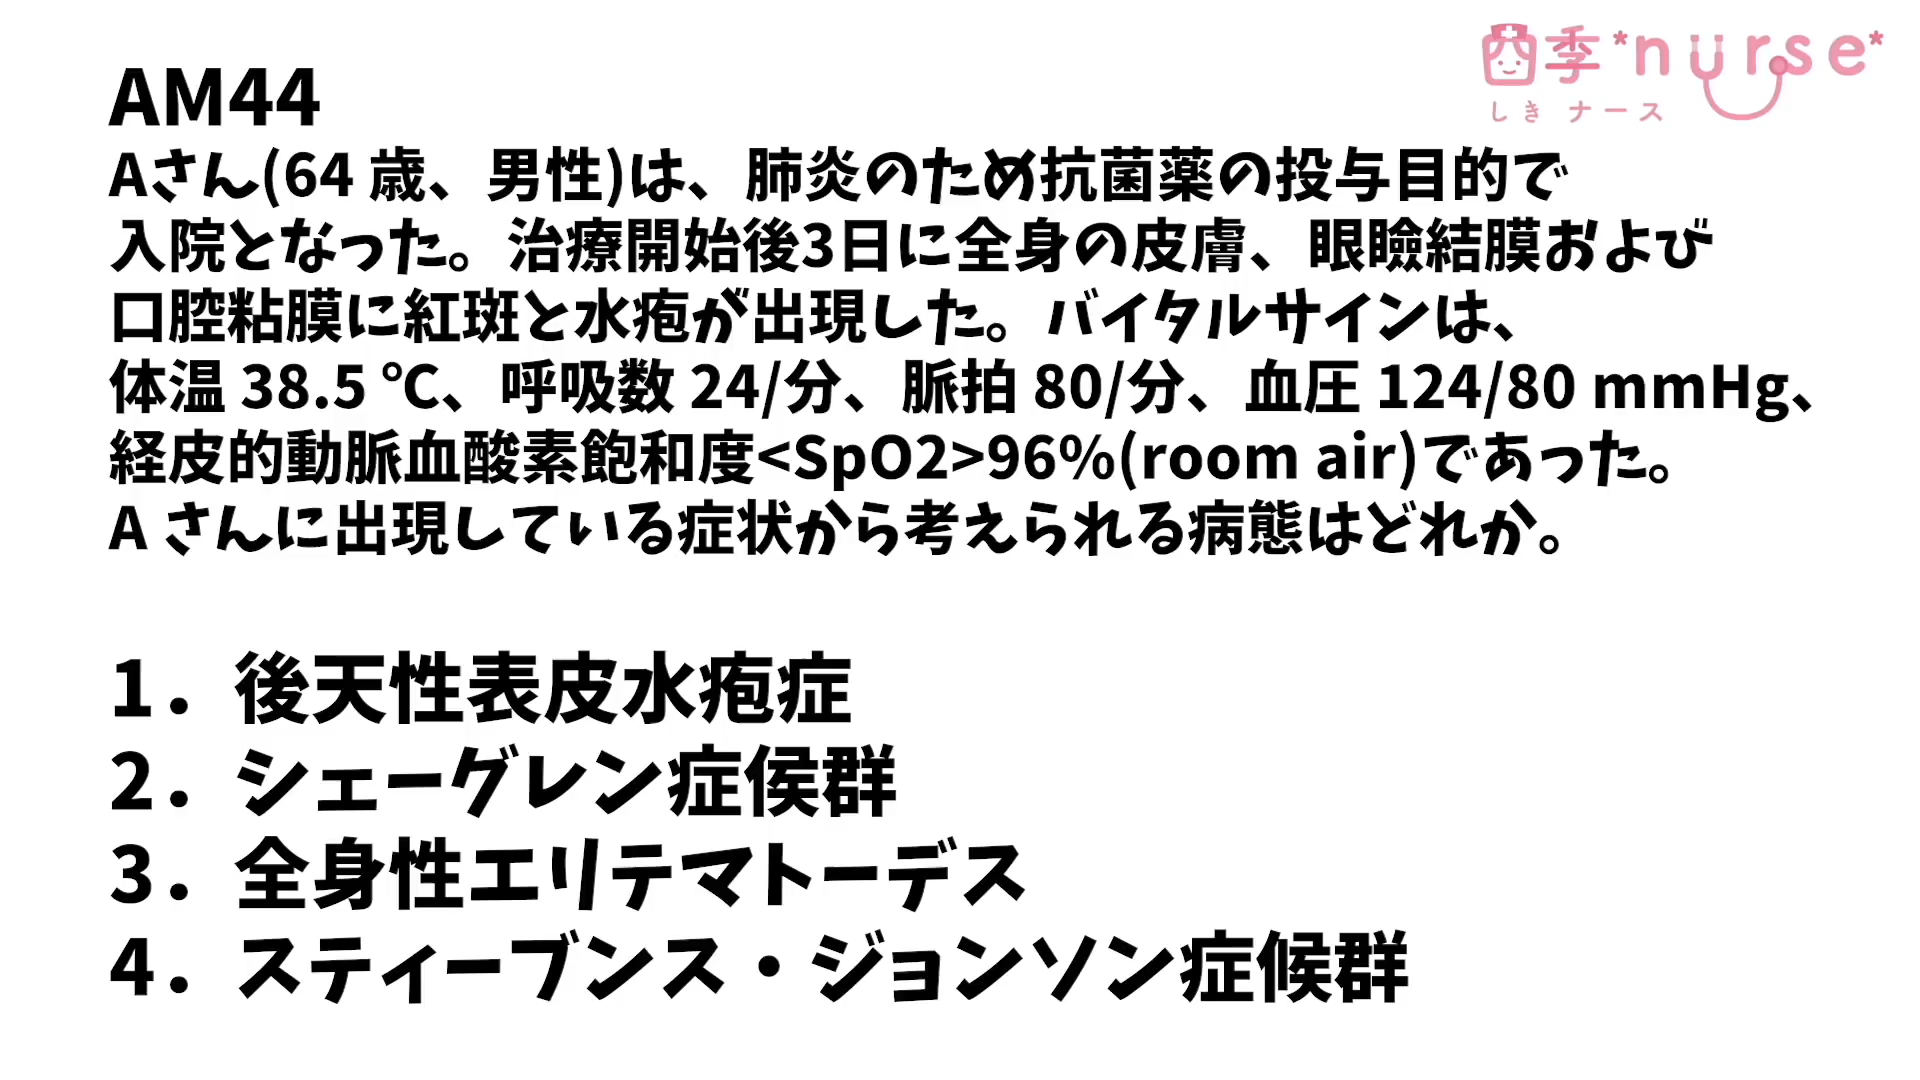 四季*nurse*
しき ナース
AM44
Aさん(64 歳、男性)は、肺炎のため抗菌薬の投与目的で
入院となった。治療開始後3日に全身の皮膚、眼瞼結膜および
口腔粘膜に紅斑と水疱が出現した。バイタルサインは、
体温 38.5 ℃、呼吸数 24/分、脈拍 80/分、血圧 124/80 mmHg、
経皮的動脈血酸素飽和度<SpO2>96%(room air)であった。
A さんに出現している症状から考えられる病態はどれか。
1．後天性表皮水疱症
2．シェーグレン症侯群
3．全身性エリテマトーデス
4．スティーブンス・ジョンソン症候群